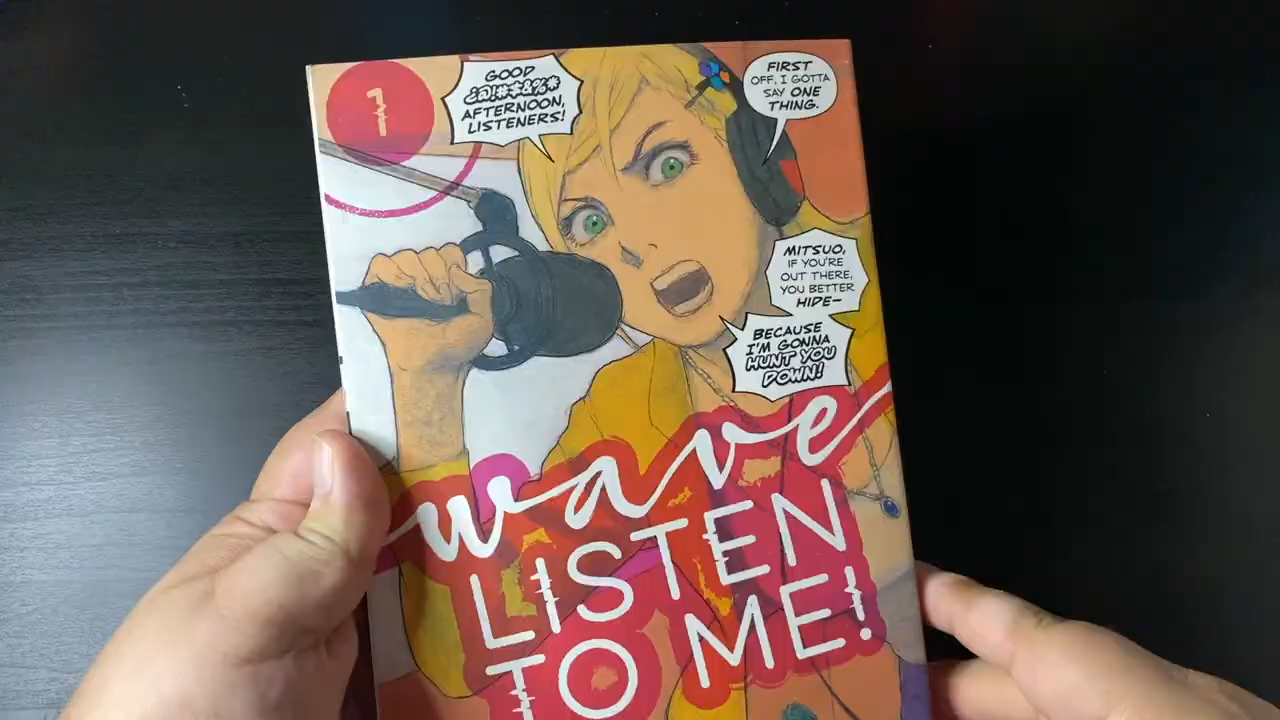 1
GOOD
¿@!#$&%*
AFTERNOON,
LISTENERS!
FIRST
OFF, I GOTTA
SAY ONE
THING.
MITSUO,
IF YOU'RE
OUT THERE,
YOU BETTER
HIDE—
BECAUSE
I'M GONNA
HUNT YOU
DOWN!
wave
LISTEN
TO ME!